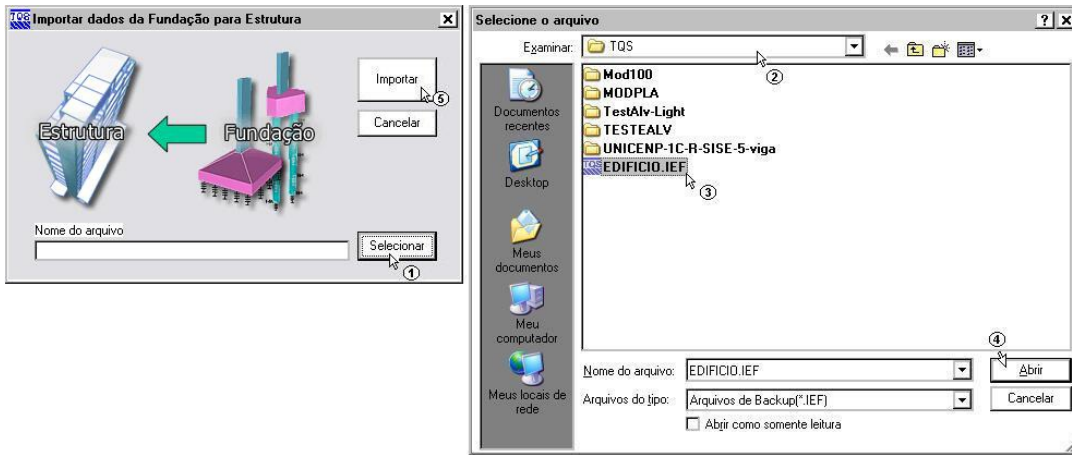 Importar dados da Fundação para Estrutura
Importar
5
Cancelar
Estrutura
Fundação
Nome do arquivo
Selecionar
1
Selecione o arquivo
Examinar:
TQS
2
Documentos
recentes
Desktop
Meus
documentos
Meu
computador
Meus locais de
rede
Mod100
MODPLA
TestAlv-Light
TESTEALV
UNICENP-1C-R-SISE-5-viga
EDIFICIO.IEF
3
4
Nome do arquivo:
EDIFICIO.IEF
Abrir
Arquivos do tipo:
Arquivos de Backup(*.IEF)
Cancelar
Abrir como somente leitura